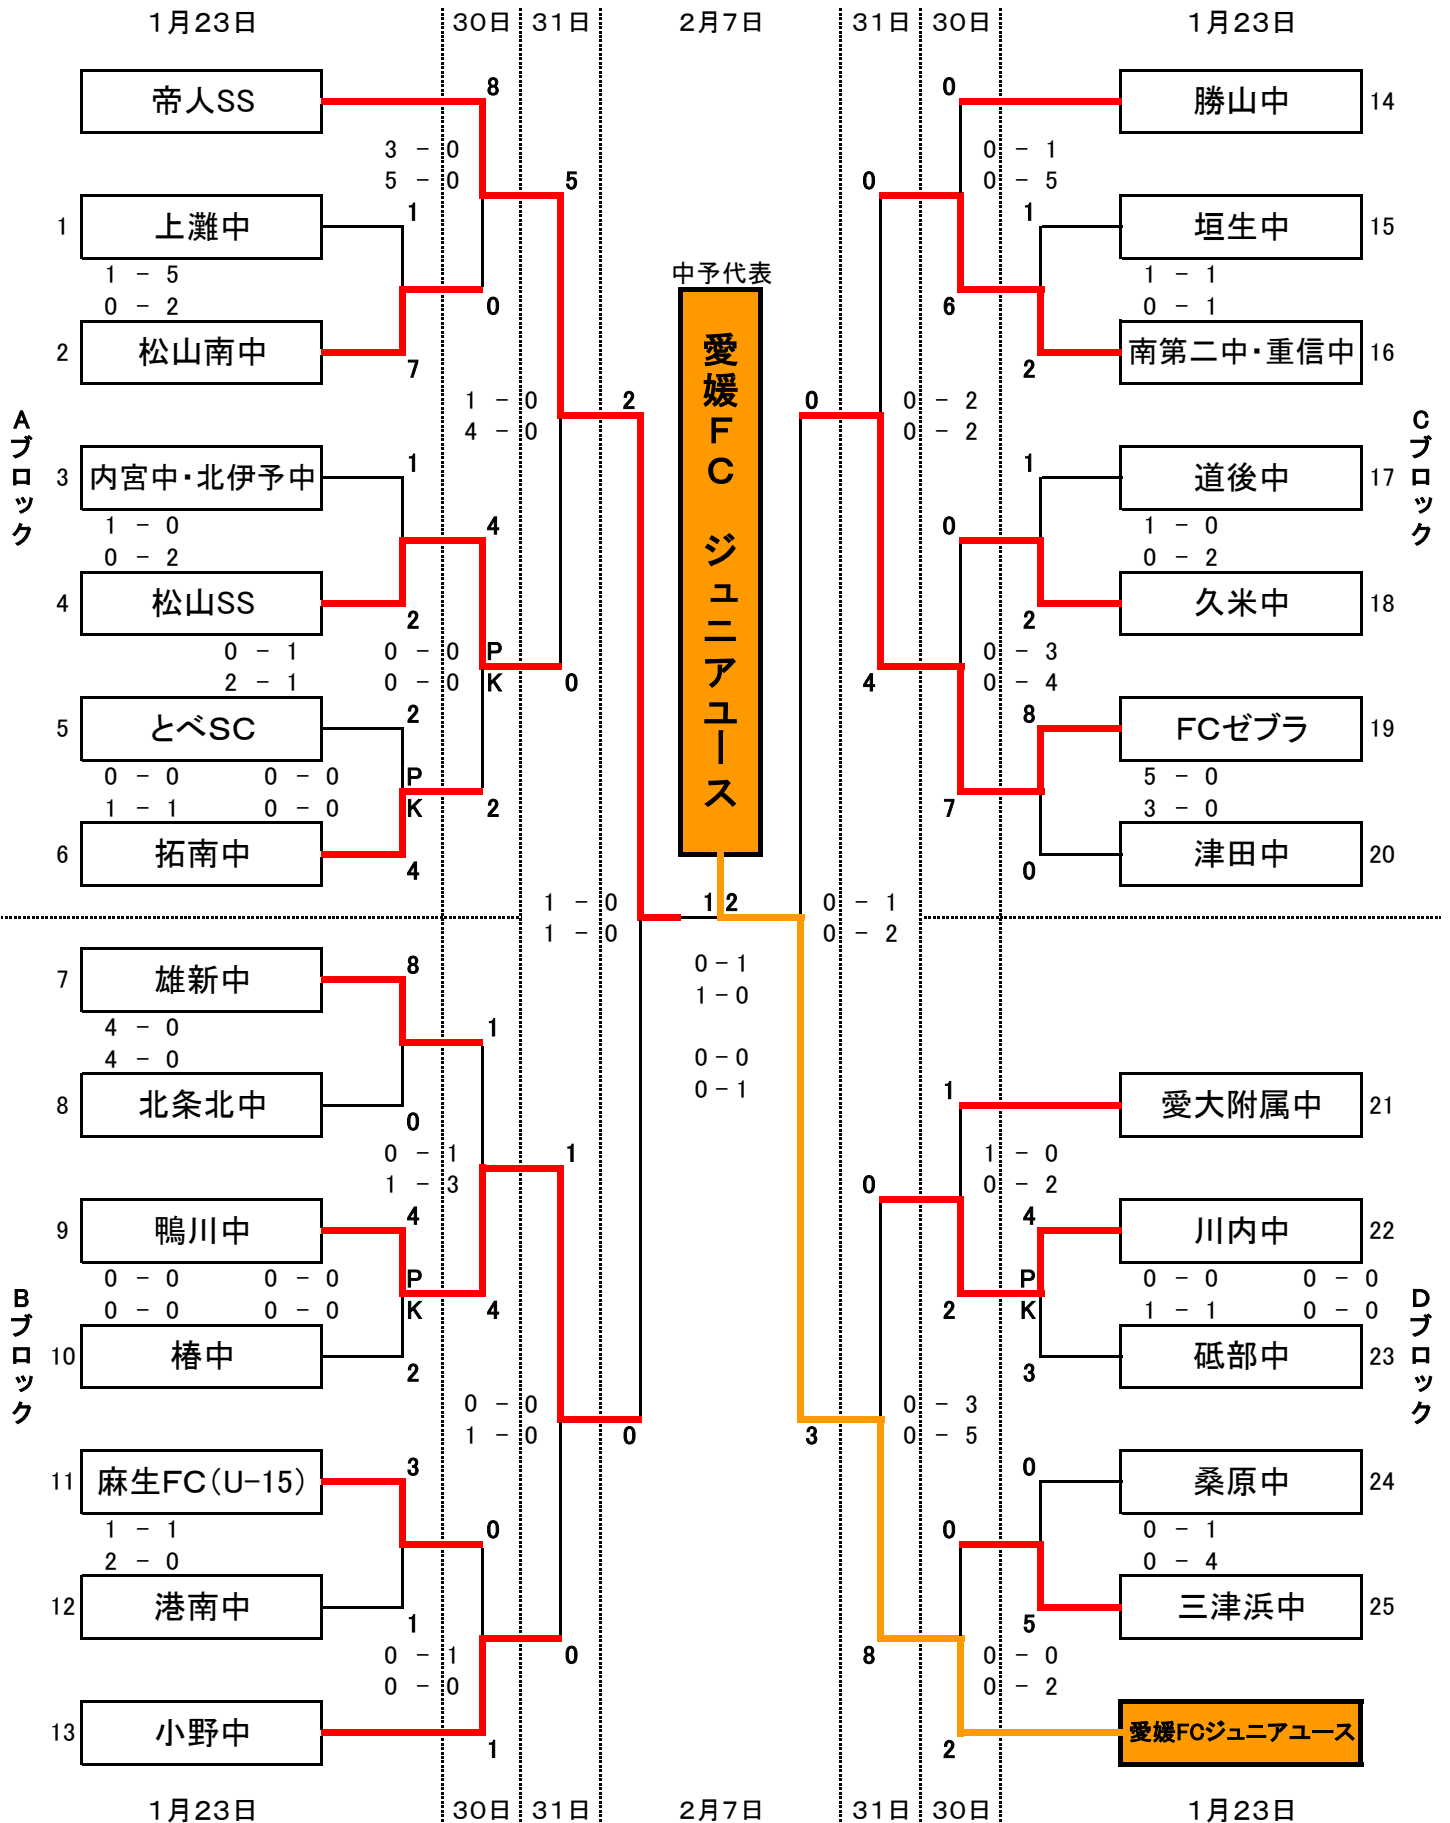 1月23日 30日 31日 2月7日 31日 30日 1月23日
帝人SS 8 0 勝山中 14
3 - 0 0 - 1
5 - 0 5 0 0 - 5
1 上灘中 1 1 垣生中 15
1 - 5 中予代表 1 - 1
0 - 2 0 6 0 - 1
2 松山南中 7 2 南第二中・重信中 16
愛媛FC ジュニアユース
1 - 0 2 0 0 - 2
4 - 0 0 - 2
Aブロック
Cブロック
3 内宮中・北伊予中 1 1 道後中 17
1 - 0 4 0 1 - 0
0 - 2 0 - 2
4 松山SS 2 2 久米中 18
0 - 1 0 - 0 P 0 - 3
2 - 1 0 - 0 K 0 4 0 - 4
5 とべSC 2 8 FCゼブラ 19
0 - 0 0 - 0 P 5 - 0
1 - 1 0 - 0 K 2 7 3 - 0
6 拓南中 4 0 津田中 20
1 - 0 1 2 0 - 1
1 - 0 0 - 2
7 雄新中 8 0-1
4 - 0 1 1-0
4 - 0 0-0
8 北条北中 0 0-1 1 愛大附属中 21
0 - 1 1 1 - 0
1 - 3 0 0 - 2
9 鴨川中 4 4 川内中 22
0 - 0 0 - 0 P P 0 - 0 0 - 0
0 - 0 0 - 0 K 4 2 K 1 - 1 0 - 0
Bブロック
Dブロック
10 椿中 2 3 砥部中 23
0 - 0 0 - 3
1 - 0 0 3 0 - 5
11 麻生FC(U-15) 3 0 桑原中 24
1 - 1 0 0 0 - 1
2 - 0 0 - 4
12 港南中 1 5 三津浜中 25
0 - 1 0 8 0 - 0
0 - 0 0 - 2
13 小野中 1 2 愛媛FCジュニアユース
1月23日 30日 31日 2月7日 31日 30日 1月23日